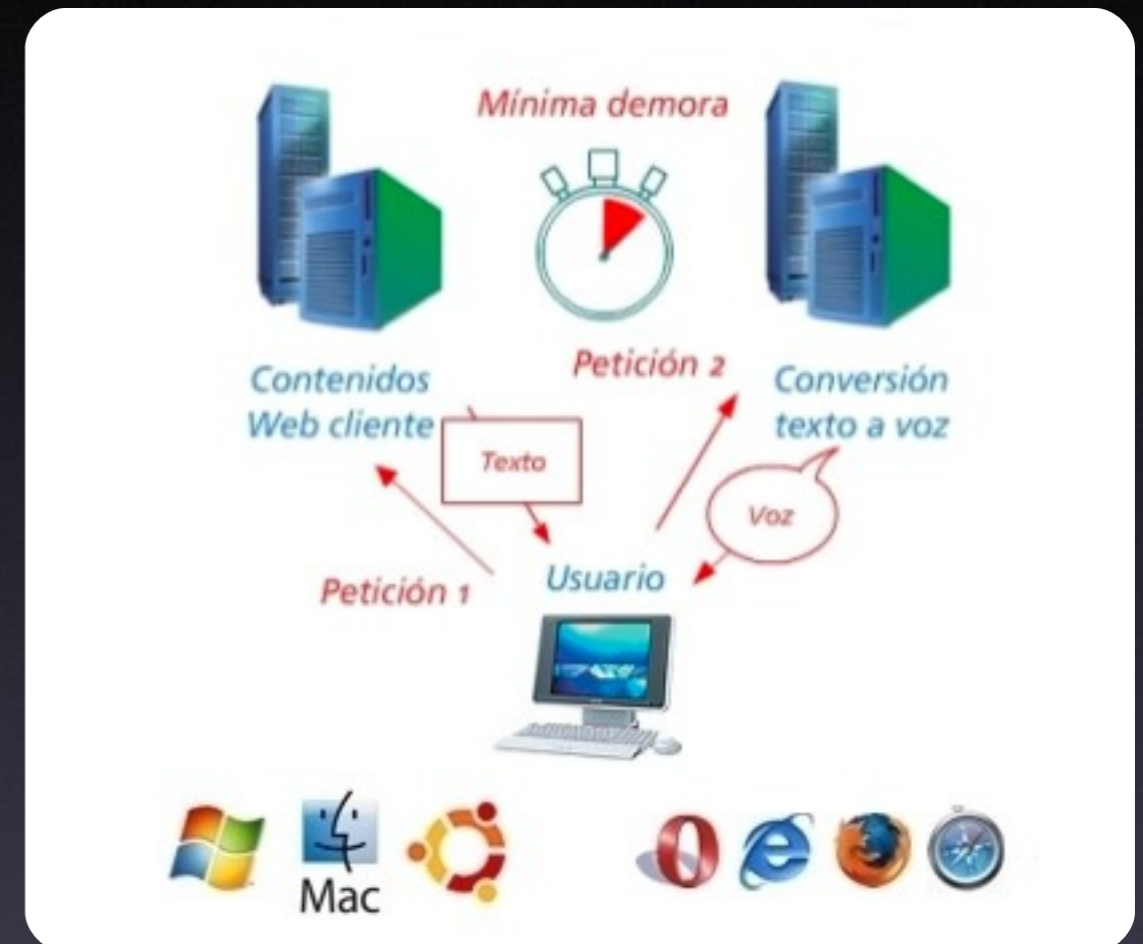 Mínima demora
Petición 2
Contenidos
Web cliente
Conversión
texto a voz
Texto
Voz
Petición 1
Usuario
Mac